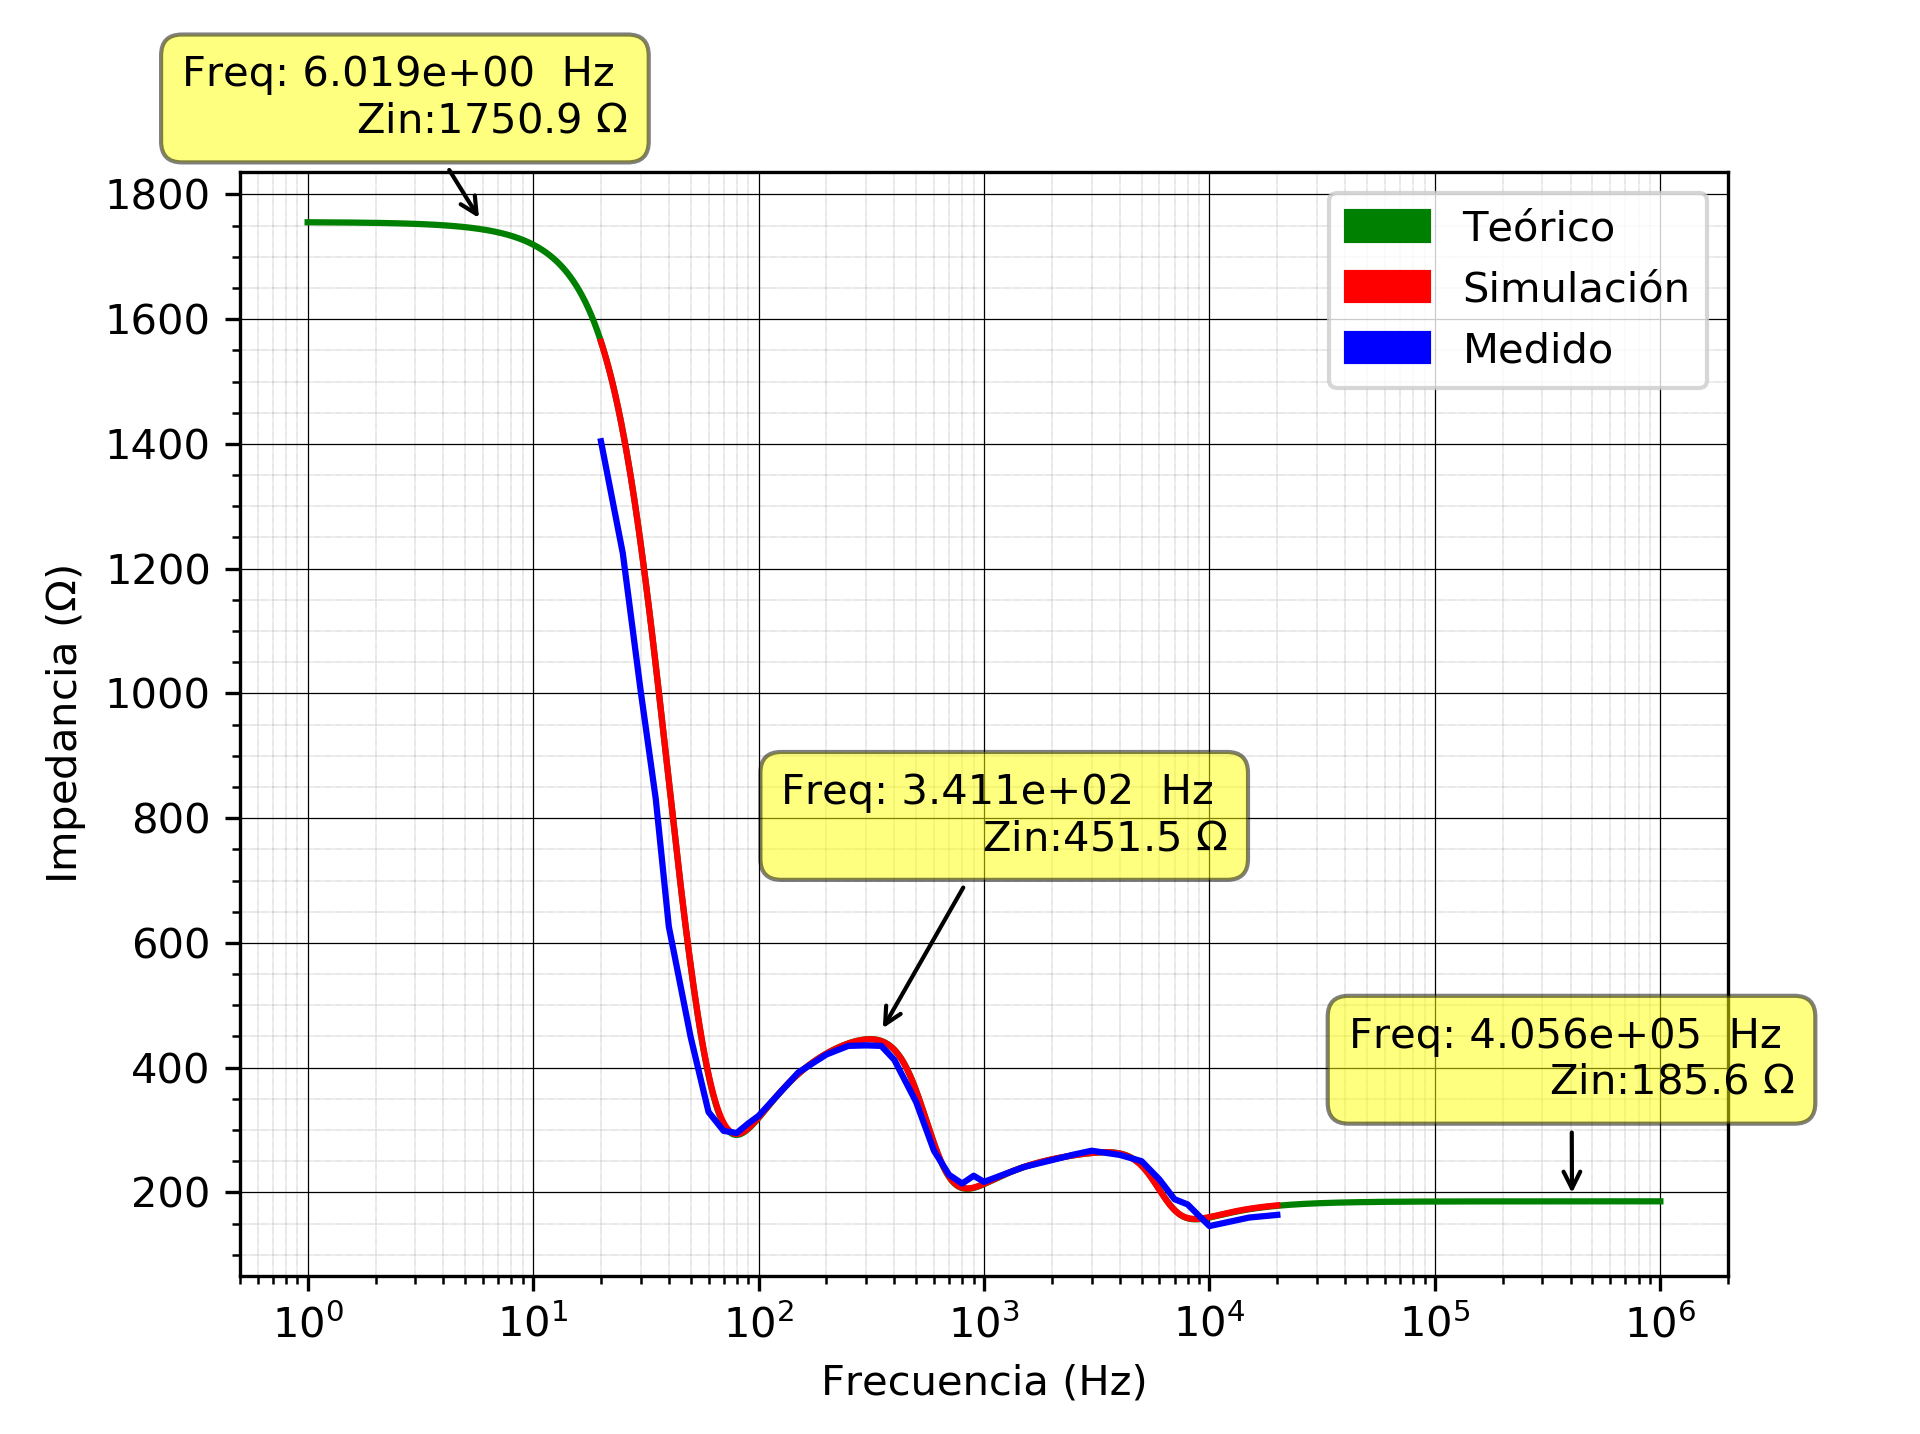 Freq: 6.019e+00  Hz
Zin:1750.9 Ω
1800
1600
1400
1200
1000
800
600
400
200
Impedancia (Ω)
Teórico
Simulación
Medido
Freq: 3.411e+02  Hz
Zin:451.5 Ω
Freq: 4.056e+05  Hz
Zin:185.6 Ω
10⁰ 10¹ 10² 10³ 10⁴ 10⁵ 10⁶
Frecuencia (Hz)